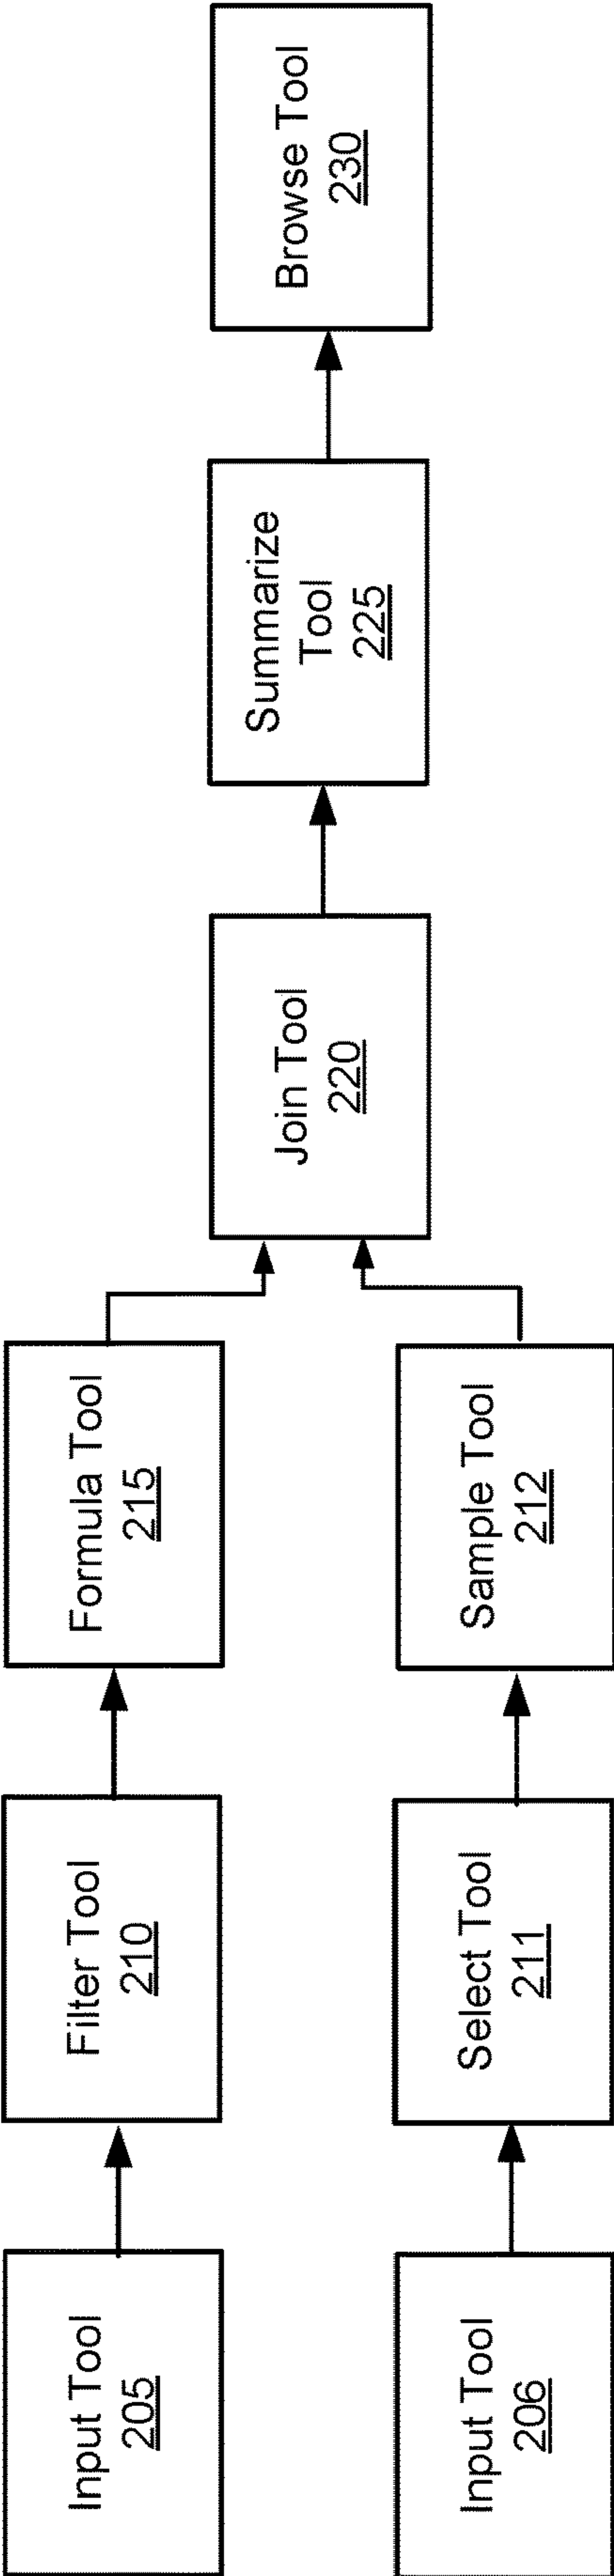 Input Tool
205
Filter Tool
210
Formula Tool
215
Input Tool
206
Select Tool
211
Sample Tool
212
Join Tool
220
Summarize
Tool
225
Browse Tool
230